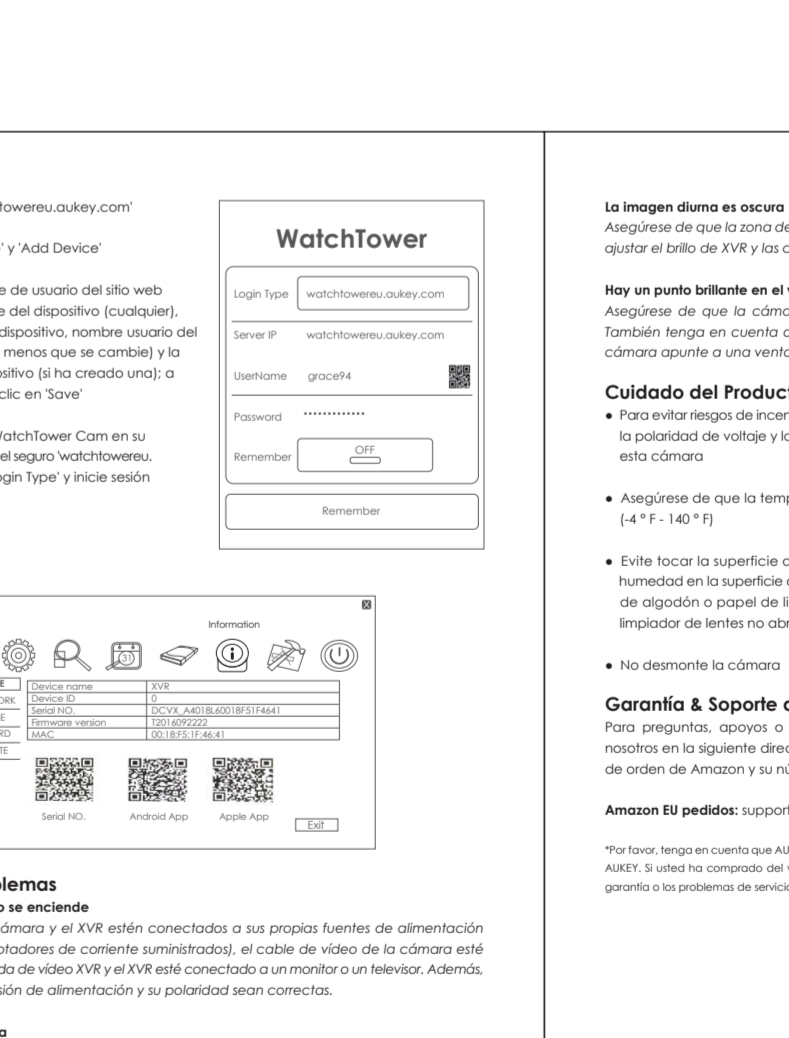 towereu.aukey.com'
' y 'Add Device'
e de usuario del sitio web
e del dispositivo (cualquier),
dispositivo, nombre usuario del
menos que se cambie) y la
sitivo (si ha creado una); a
clic en 'Save'
WatchTower Cam en su
el seguro 'watchtowereu.
ogin Type' y inicie sesión
WatchTower
Login Type watchtowereu.aukey.com
Server IP watchtowereu.aukey.com
UserName grace94
Password •••••••••••••
Remember OFF
Remember
Information
31
E
ORK
E
RD
TE
Device name XVR
Device ID 0
Serial NO. DCVX_A4018L60018F51F4641
Firmware version T2016092222
MAC 00:18:F5:1F:46:41
Serial NO. Android App Apple App
Exit
blemas
o se enciende
ámara y el XVR estén conectados a sus propias fuentes de alimentación
ptadores de corriente suministrados), el cable de vídeo de la cámara esté
da de vídeo XVR y el XVR esté conectado a un monitor o un televisor. Además,
sión de alimentación y su polaridad sean correctas.
a
La imagen diurna es oscura
Asegúrese de que la zona de
ajustar el brillo de XVR y las c
Hay un punto brillante en el v
Asegúrese de que la cáma
También tenga en cuenta q
cámara apunte a una venta
Cuidado del Product
● Para evitar riesgos de incen
la polaridad de voltaje y la
esta cámara
● Asegúrese de que la temp
(-4 ° F - 140 ° F)
● Evite tocar la superficie d
humedad en la superficie d
de algodón o papel de li
limpiador de lentes no abr
● No desmonte la cámara
Garantía & Soporte a
Para preguntas, apoyos o
nosotros en la siguiente direc
de orden de Amazon y su nú
Amazon EU pedidos: support
*Por favor, tenga en cuenta que AU
AUKEY. Si usted ha comprado del v
garantía o los problemas de servicio